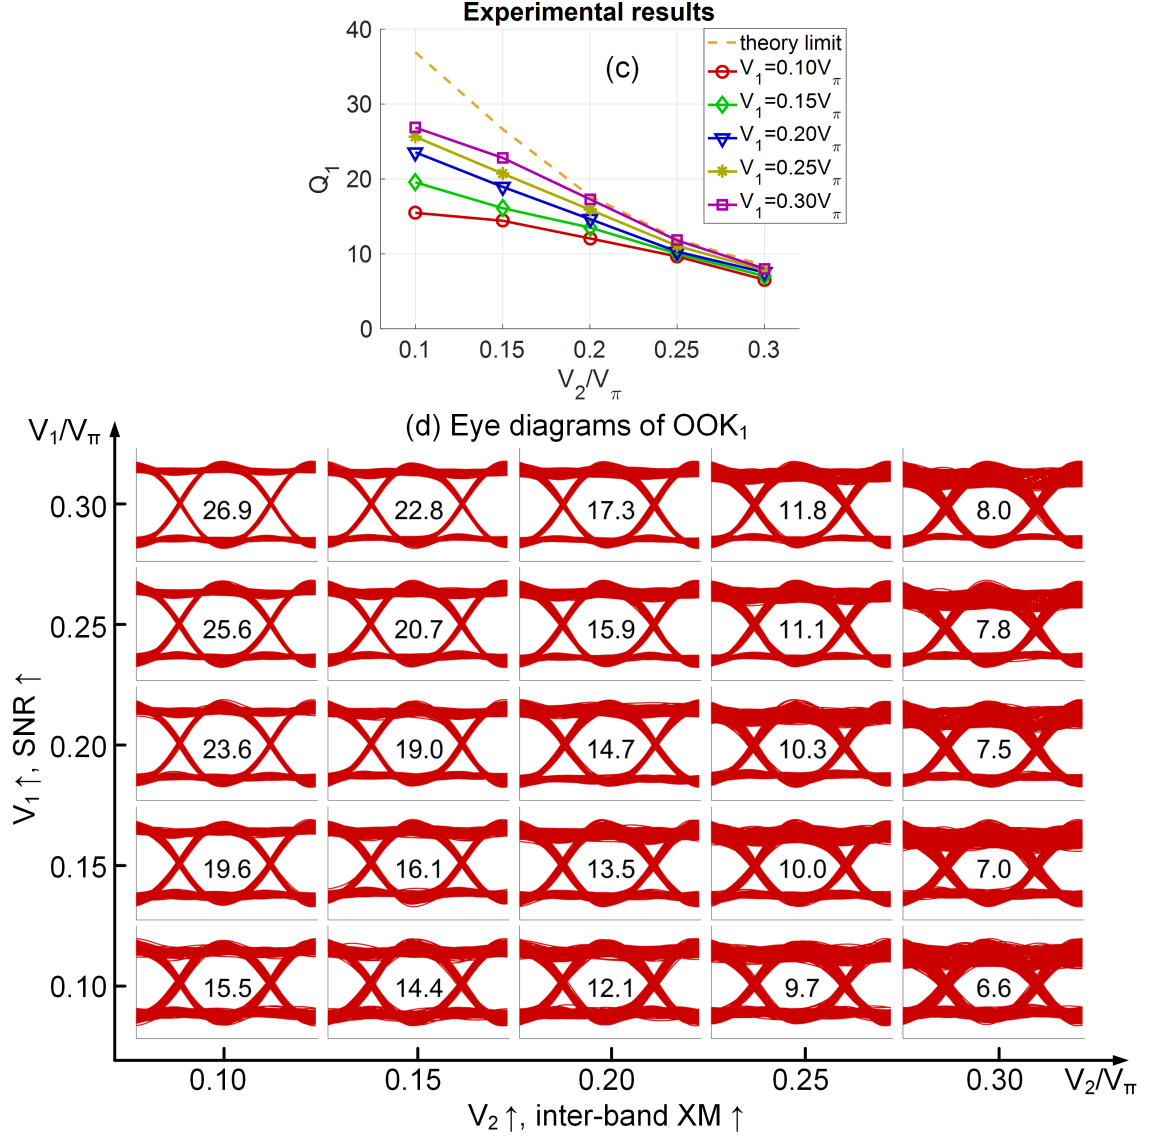 Experimental results
40
30
20
10
0
Q1
(c)
theory limit
V1=0.10Vπ
V1=0.15Vπ
V1=0.20Vπ
V1=0.25Vπ
V1=0.30Vπ
0.1 0.15 0.2 0.25 0.3
V2/Vπ
(d) Eye diagrams of OOK1
V1/Vπ
0.30 26.9 22.8 17.3 11.8 8.0
0.25 25.6 20.7 15.9 11.1 7.8
0.20 23.6 19.0 14.7 10.3 7.5
0.15 19.6 16.1 13.5 10.0 7.0
0.10 15.5 14.4 12.1 9.7 6.6
V1↑, SNR ↑
0.10 0.15 0.20 0.25 0.30 V2/Vπ
V2↑, inter-band XM ↑